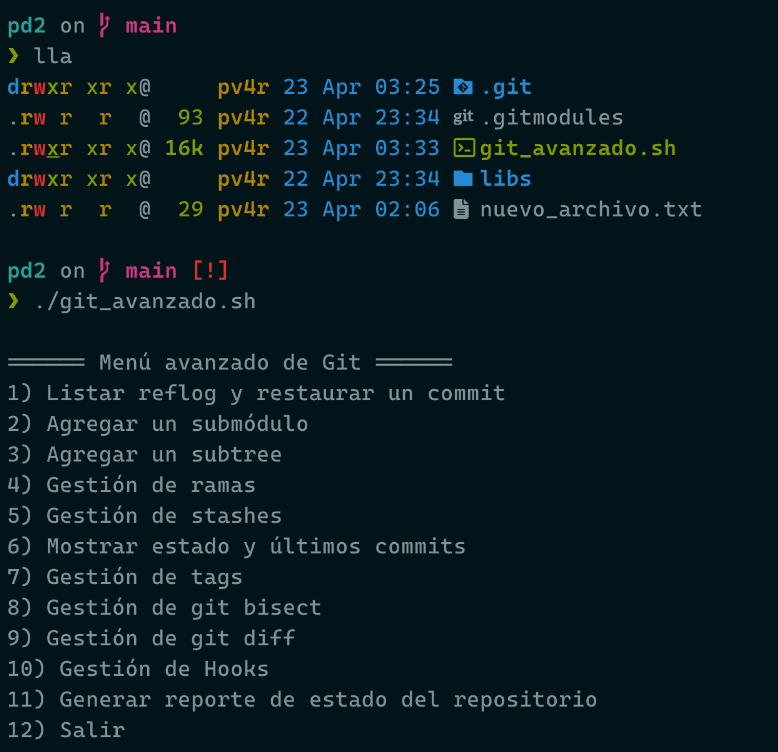 pd2 on main
❯ lla
drwxr xr x@ pv4r 23 Apr 03:25 .git
.rw r r @ 93 pv4r 22 Apr 23:34 git .gitmodules
.rwxr xr x@ 16k pv4r 23 Apr 03:33 git_avanzado.sh
drwxr xr x@ pv4r 22 Apr 23:34 libs
.rw r r @ 29 pv4r 23 Apr 02:06 nuevo_archivo.txt
pd2 on main [!]
❯ ./git_avanzado.sh
══════ Menú avanzado de Git ══════
1) Listar reflog y restaurar un commit
2) Agregar un submódulo
3) Agregar un subtree
4) Gestión de ramas
5) Gestión de stashes
6) Mostrar estado y últimos commits
7) Gestión de tags
8) Gestión de git bisect
9) Gestión de git diff
10) Gestión de Hooks
11) Generar reporte de estado del repositorio
12) Salir